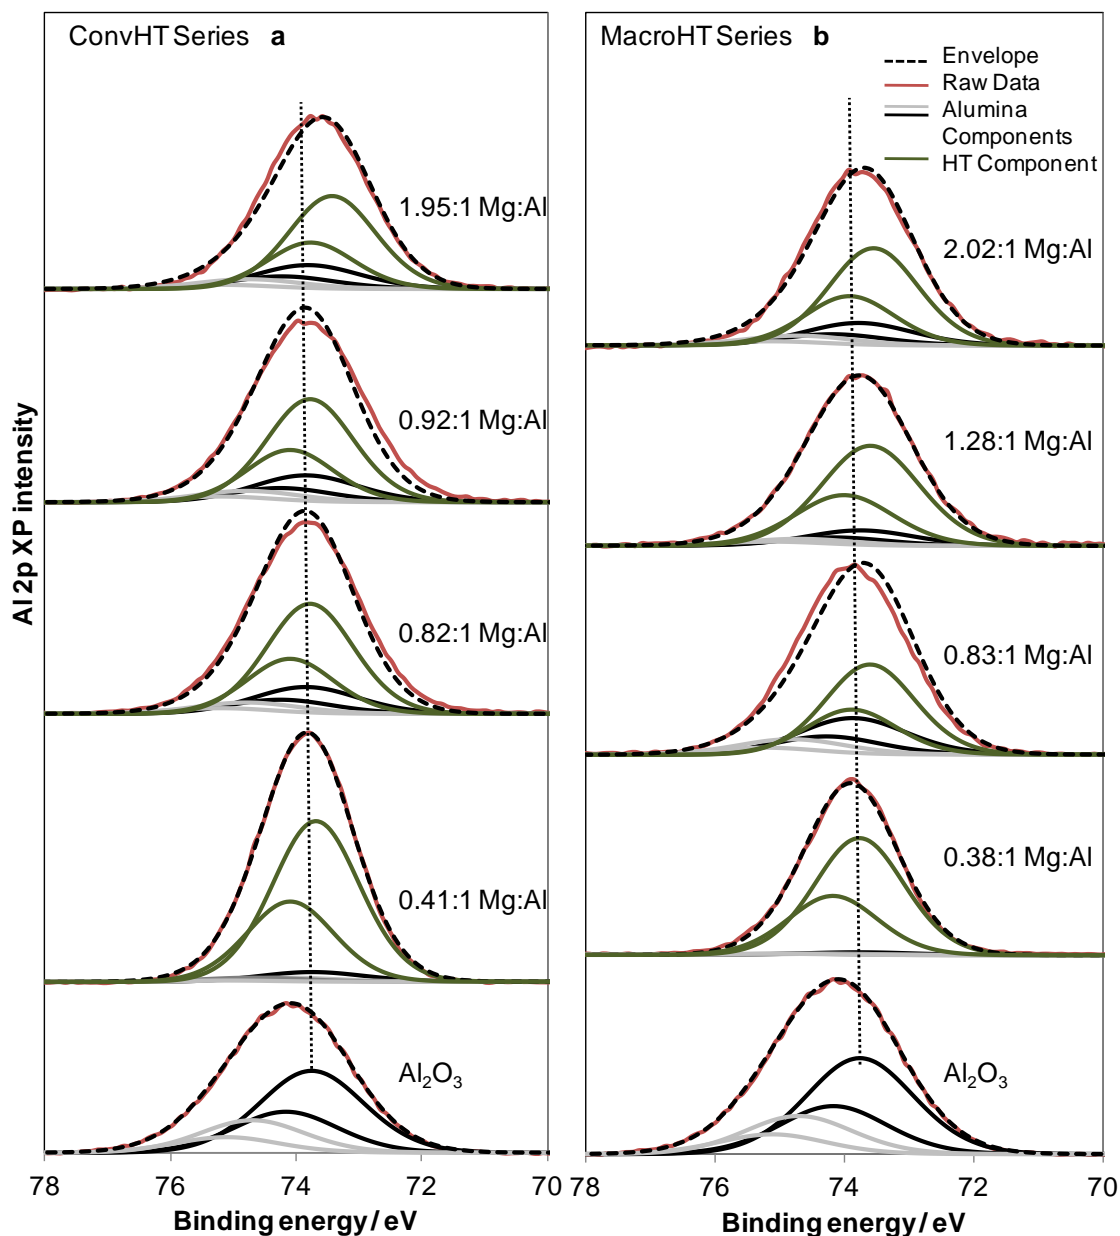 ConvHT Series a
1.95:1 Mg:Al
0.92:1 Mg:Al
0.82:1 Mg:Al
0.41:1 Mg:Al
Al₂O₃
Al 2p XP intensity
78 76 74 72 70
Binding energy / eV
MacroHT Series b
Envelope
Raw Data
Alumina
Components
HT Component
2.02:1 Mg:Al
1.28:1 Mg:Al
0.83:1 Mg:Al
0.38:1 Mg:Al
Al₂O₃
78 76 74 72 70
Binding energy / eV